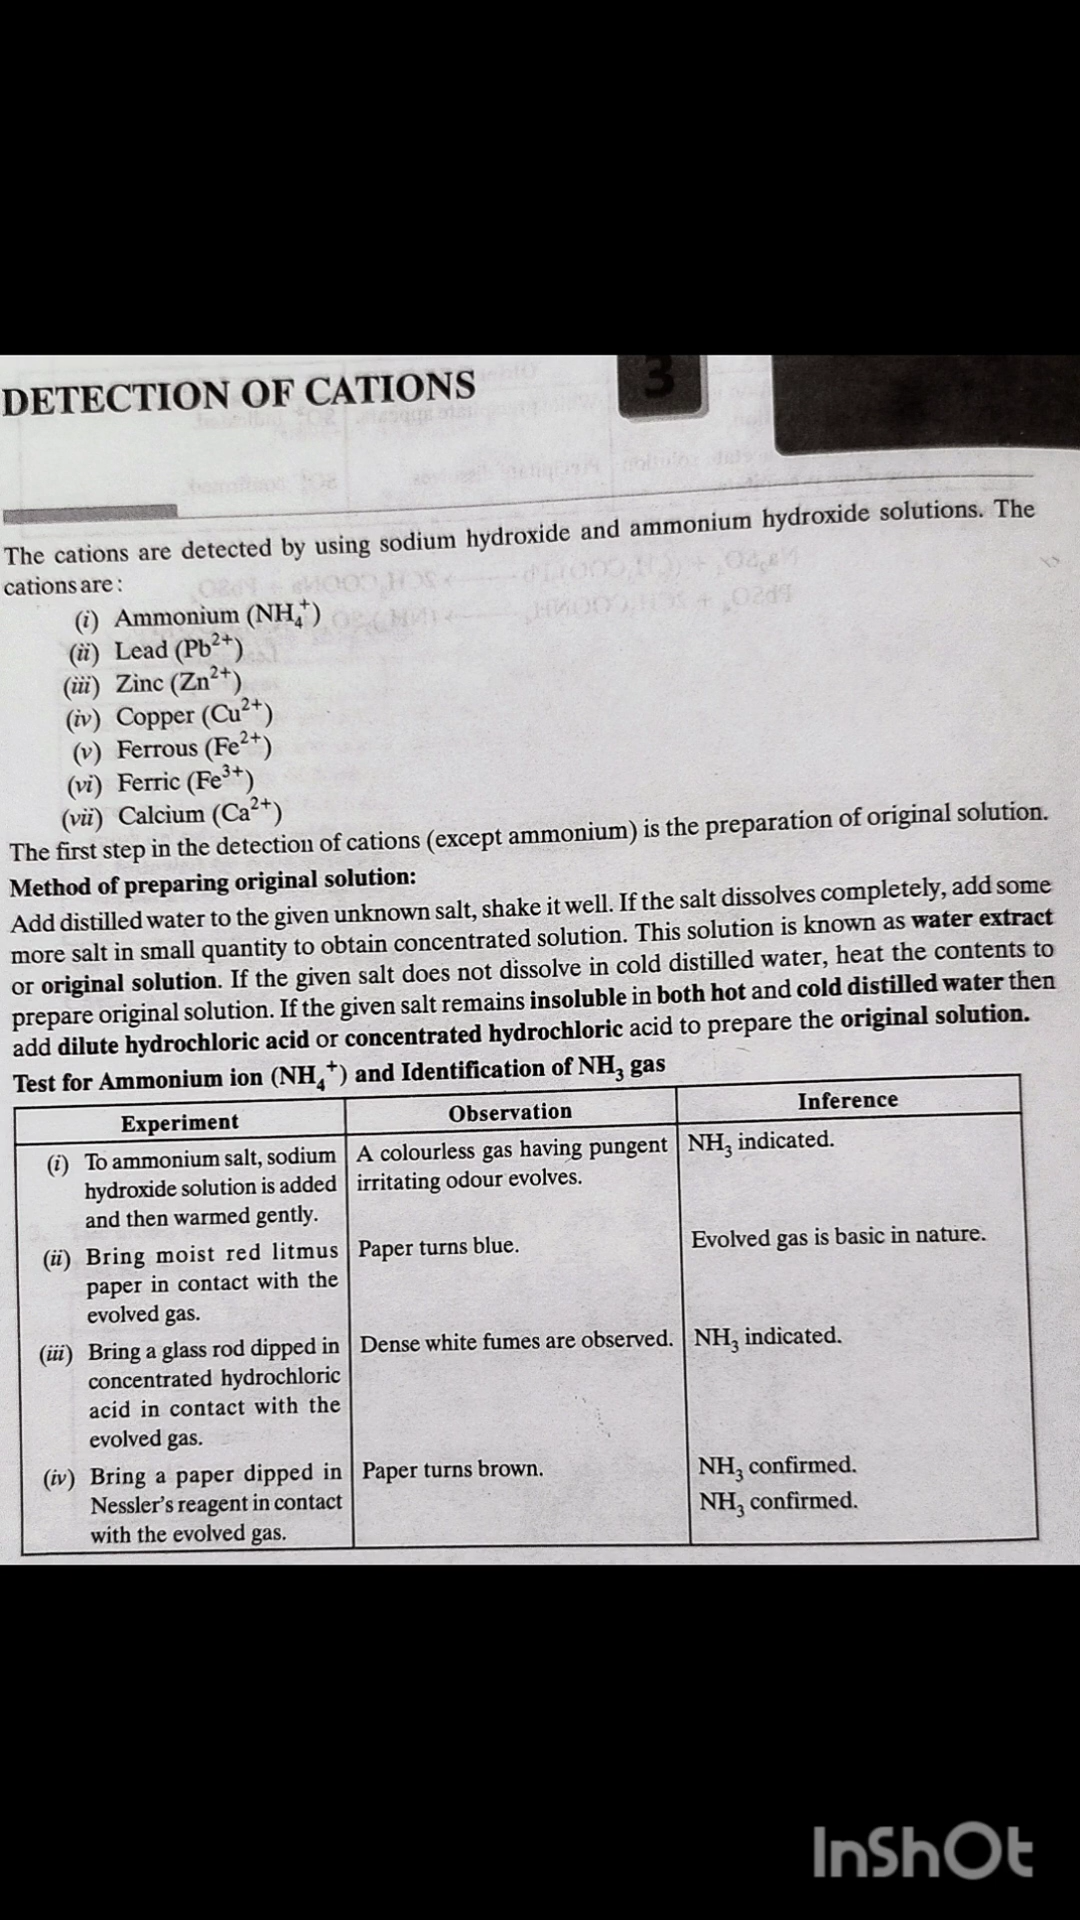 DETECTION OF CATIONS
3
The cations are detected by using sodium hydroxide and ammonium hydroxide solutions. The
cations are :
(i) Ammonium (NH₄⁺)
(ii) Lead (Pb²⁺)
(iii) Zinc (Zn²⁺)
(iv) Copper (Cu²⁺)
(v) Ferrous (Fe²⁺)
(vi) Ferric (Fe³⁺)
(vii) Calcium (Ca²⁺)
The first step in the detection of cations (except ammonium) is the preparation of original solution.
Method of preparing original solution:
Add distilled water to the given unknown salt, shake it well. If the salt dissolves completely, add some
more salt in small quantity to obtain concentrated solution. This solution is known as water extract
or original solution. If the given salt does not dissolve in cold distilled water, heat the contents to
prepare original solution. If the given salt remains insoluble in both hot and cold distilled water then
add dilute hydrochloric acid or concentrated hydrochloric acid to prepare the original solution.
Test for Ammonium ion (NH₄⁺) and Identification of NH₃ gas
Experiment Observation Inference
(i) To ammonium salt, sodium A colourless gas having pungent NH₃ indicated.
hydroxide solution is added irritating odour evolves.
and then warmed gently.
(ii) Bring moist red litmus Paper turns blue. Evolved gas is basic in nature.
paper in contact with the
evolved gas.
(iii) Bring a glass rod dipped in Dense white fumes are observed. NH₃ indicated.
concentrated hydrochloric
acid in contact with the
evolved gas.
(iv) Bring a paper dipped in Paper turns brown. NH₃ confirmed.
Nessler's reagent in contact NH₃ confirmed.
with the evolved gas.
InShOt